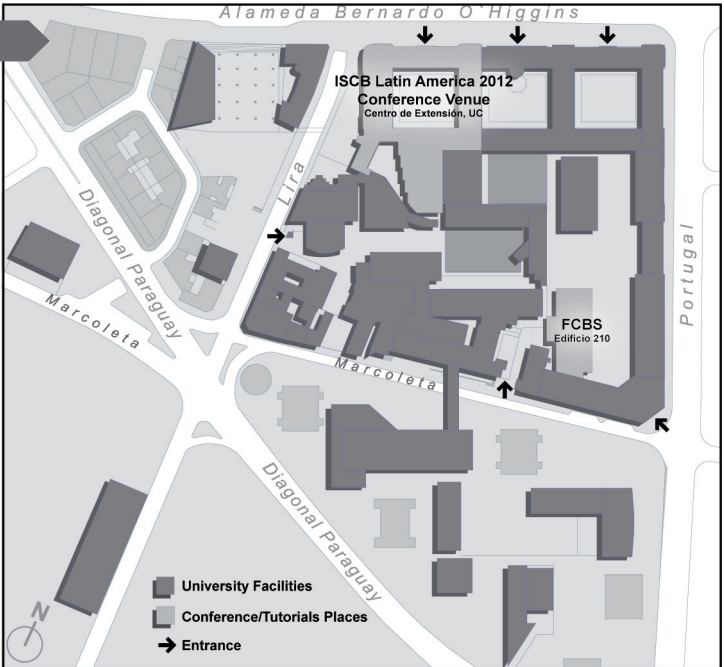 Alameda Bernardo O`Higgins
ISCB Latin America 2012
Conference Venue
Centro de Extensión, UC
Lira
Diagonal Paraguay
Portugal
Marcoleta
FCBS
Edificio 210
Marcoleta
Diagonal Paraguay
University Facilities
Conference/Tutorials Places
Entrance
N